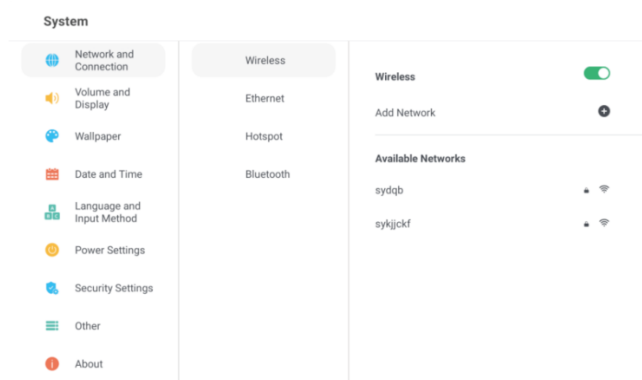 System
Network and
Connection
Volume and
Display
Wallpaper
Date and Time
Language and
Input Method
Power Settings
Security Settings
Other
About
Wireless
Ethernet
Hotspot
Bluetooth
Wireless
Add Network
Available Networks
sydqb
sykjjckf